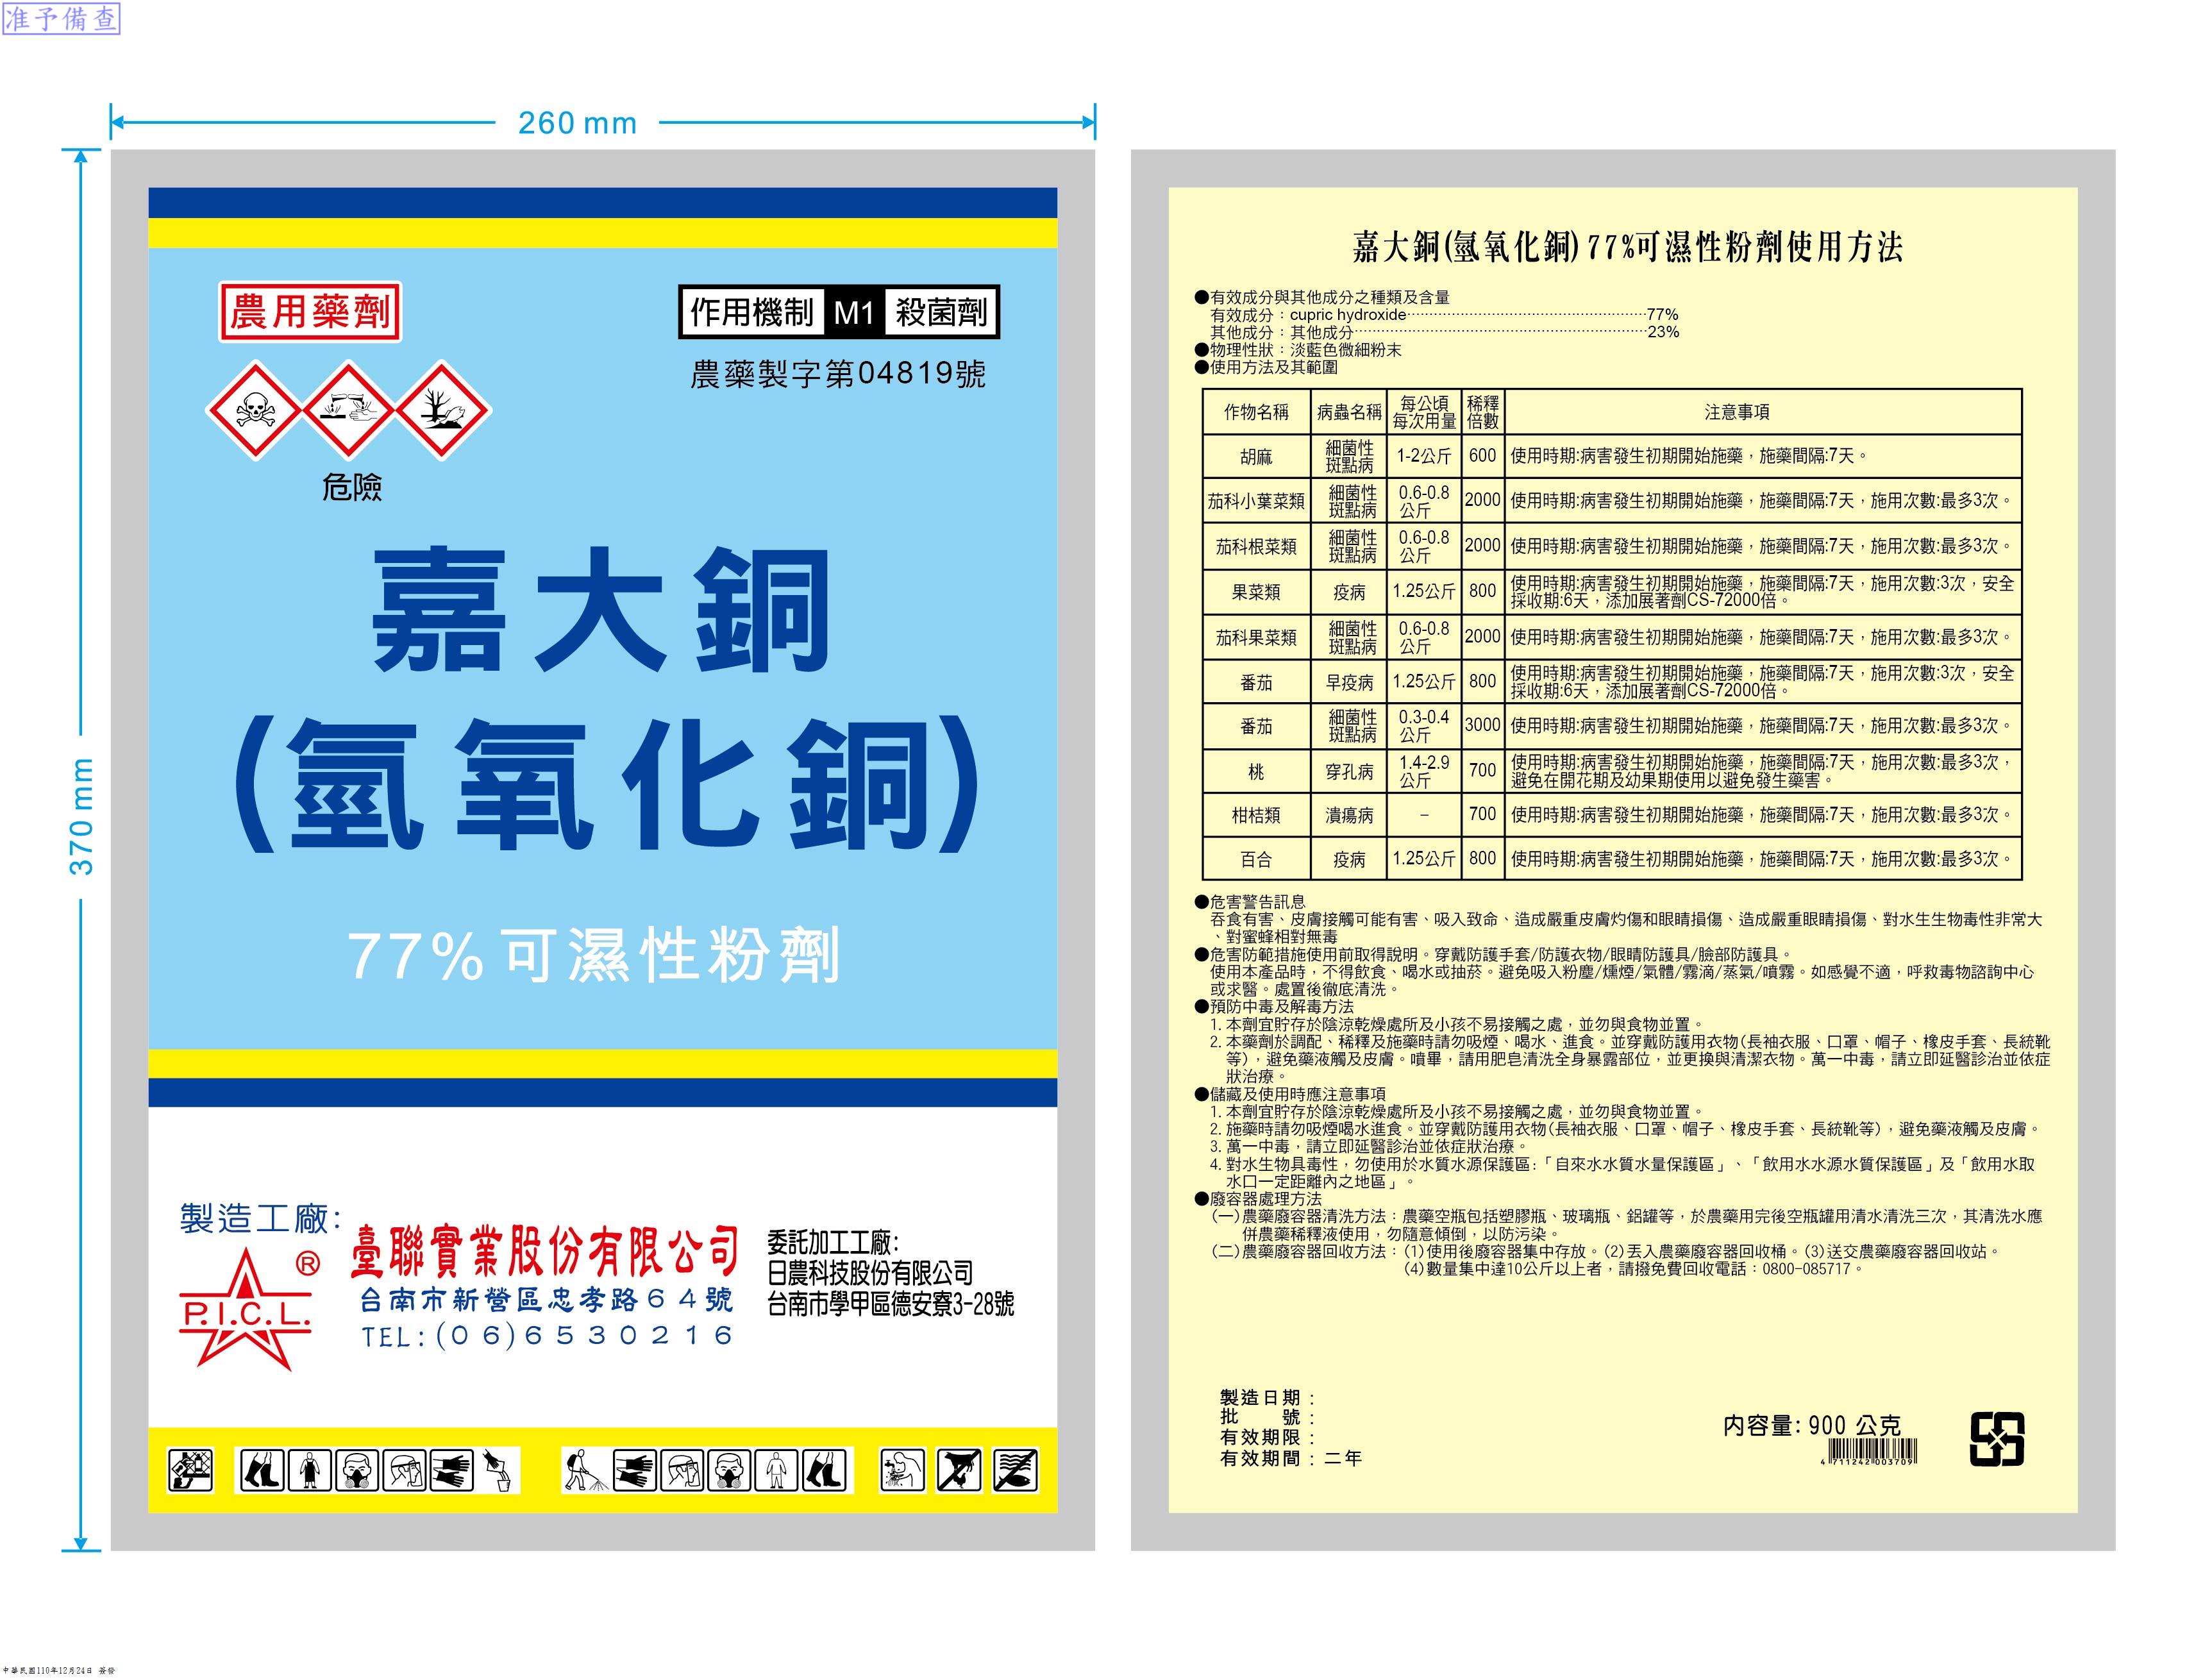 准予備查
260 mm
370 mm
農用藥劑
作用機制 M1 殺菌劑
農藥製字第04819號
危險
嘉大銅
(氫氧化銅)
77%可濕性粉劑
製造工廠:
臺聯實業股份有限公司
台南市新營區忠孝路64號
TEL:(06)6530216
®
P.I.C.L.
委託加工工廠:
日農科技股份有限公司
台南市學甲區德安寮3-28號
嘉大銅(氫氧化銅)77%可濕性粉劑使用方法
●有效成分與其他成分之種類及含量
有效成分：cupric hydroxide…………………………………………77%
其他成分：其他成分……………………………………………………23%
●物理性狀：淡藍色微細粉末
●使用方法及其範圍
作物名稱 病蟲名稱 每公頃每次用量 稀釋倍數 注意事項
胡麻 細菌性斑點病 1-2公斤 600 使用時期:病害發生初期開始施藥，施藥間隔:7天。
茄科小葉菜類 細菌性斑點病 0.6-0.8公斤 2000 使用時期:病害發生初期開始施藥，施藥間隔:7天，施用次數:最多3次。
茄科根菜類 細菌性斑點病 0.6-0.8公斤 2000 使用時期:病害發生初期開始施藥，施藥間隔:7天，施用次數:最多3次。
果菜類 疫病 1.25公斤 800 使用時期:病害發生初期開始施藥，施藥間隔:7天，施用次數:3次，安全
採收期:6天，添加展著劑CS-72000倍。
茄科果菜類 細菌性斑點病 0.6-0.8公斤 2000 使用時期:病害發生初期開始施藥，施藥間隔:7天，施用次數:最多3次。
番茄 早疫病 1.25公斤 800 使用時期:病害發生初期開始施藥，施藥間隔:7天，施用次數:3次，安全
採收期:6天，添加展著劑CS-72000倍。
番茄 細菌性斑點病 0.3-0.4公斤 3000 使用時期:病害發生初期開始施藥，施藥間隔:7天，施用次數:最多3次。
桃 穿孔病 1.4-2.9公斤 700 使用時期:病害發生初期開始施藥，施藥間隔:7天，施用次數:最多3次，
避免在開花期及幼果期使用以避免發生藥害。
柑桔類 潰瘍病 – 700 使用時期:病害發生初期開始施藥，施藥間隔:7天，施用次數:最多3次。
百合 疫病 1.25公斤 800 使用時期:病害發生初期開始施藥，施藥間隔:7天，施用次數:最多3次。
●危害警告訊息
吞食有害、皮膚接觸可能有害、吸入致命、造成嚴重皮膚灼傷和眼睛損傷、造成嚴重眼睛損傷、對水生生物毒性非常大
、對蜜蜂相對無毒
●危害防範措施使用前取得說明。穿戴防護手套/防護衣物/眼睛防護具/臉部防護具。
使用本產品時，不得飲食、喝水或抽菸。避免吸入粉塵/燻煙/氣體/霧滴/蒸氣/噴霧。如感覺不適，呼救毒物諮詢中心
或求醫。處置後徹底清洗。
●預防中毒及解毒方法
1. 本劑宜貯存於陰涼乾燥處所及小孩不易接觸之處，並勿與食物並置。
2. 本藥劑於調配、稀釋及施藥時請勿吸煙、喝水、進食。並穿戴防護用衣物(長袖衣服、口罩、帽子、橡皮手套、長統靴
等)，避免藥液觸及皮膚。噴畢，請用肥皂清洗全身暴露部位，並更換與清潔衣物。萬一中毒，請立即延醫診治並依症
狀治療。
●儲藏及使用時應注意事項
1. 本劑宜貯存於陰涼乾燥處所及小孩不易接觸之處，並勿與食物並置。
2. 施藥時請勿吸煙喝水進食。並穿戴防護用衣物(長袖衣服、口罩、帽子、橡皮手套、長統靴等)，避免藥液觸及皮膚。
3. 萬一中毒，請立即延醫診治並依症狀治療。
4. 對水生物具毒性，勿使用於水質水源保護區:「自來水水質水量保護區」、「飲用水水源水質保護區」及「飲用水取
水口一定距離內之地區」。
●廢容器處理方法
(一)農藥廢容器清洗方法：農藥空瓶包括塑膠瓶、玻璃瓶、鋁罐等，於農藥用完後空瓶罐用清水清洗三次，其清洗水應
併農藥稀釋液使用，勿隨意傾倒，以防污染。
(二)農藥廢容器回收方法：(1)使用後廢容器集中存放。(2)丟入農藥廢容器回收桶。(3)送交農藥廢容器回收站。
(4)數量集中達10公斤以上者，請撥免費回收電話：0800-085717。
製造日期：
批　　號：
有效期限：
有效期間：二年
內容量: 900 公克
4 711242 003709
中華民國110年12月24日 簽發